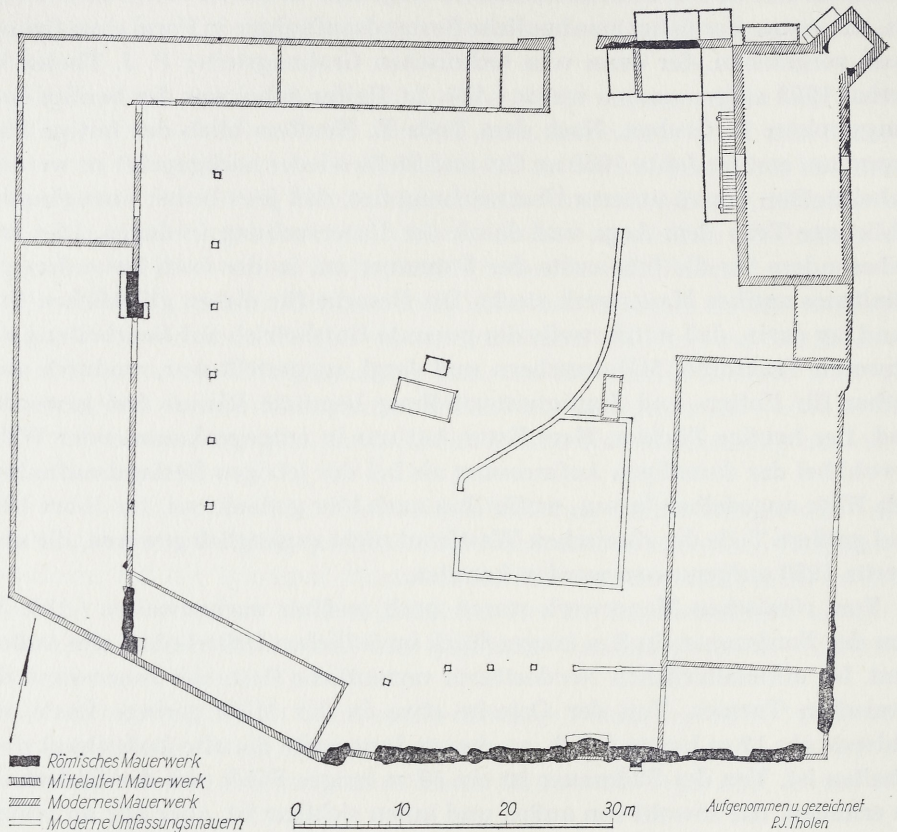 Römisches Mauerwerk
Mittelalterl. Mauerwerk
Modernes Mauerwerk
Moderne Umfassungsmauern
0 10 20 30 m
Aufgenommen u. gezeichnet
P.J. Tholen